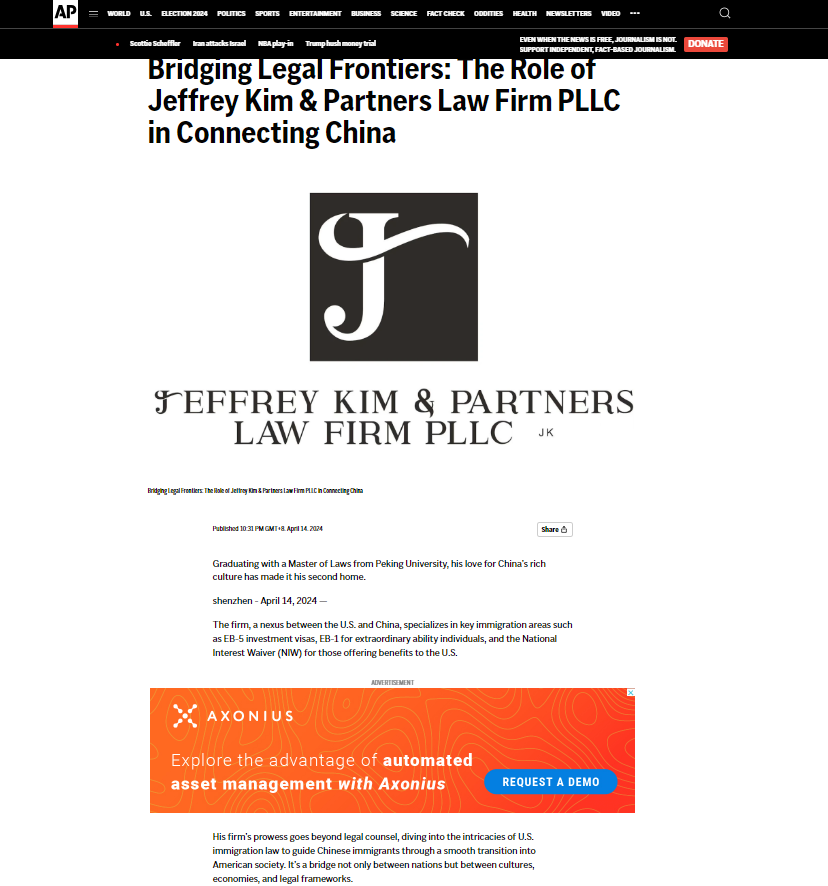 AP
WORLD U.S. ELECTION 2024 POLITICS SPORTS ENTERTAINMENT BUSINESS SCIENCE FACT CHECK ODDITIES HEALTH NEWSLETTERS VIDEO
Scottie Scheffler Iran attacks Israel NBA play-in Trump hush money trial
EVEN WHEN THE NEWS IS FREE, JOURNALISM IS NOT.
SUPPORT INDEPENDENT, FACT-BASED JOURNALISM.
DONATE
Bridging Legal Frontiers: The Role of
Jeffrey Kim & Partners Law Firm PLLC
in Connecting China
J
JEFFREY KIM & PARTNERS
LAW FIRM PLLC JK
Bridging Legal Frontiers: The Role of Jeffrey Kim & Partners Law Firm PLLC in Connecting China
Published 10:31 PM GMT+8, April 14, 2024
Share
Graduating with a Master of Laws from Peking University, his love for China's rich
culture has made it his second home.
shenzhen - April 14, 2024 —
The firm, a nexus between the U.S. and China, specializes in key immigration areas such
as EB-5 investment visas, EB-1 for extraordinary ability individuals, and the National
Interest Waiver (NIW) for those offering benefits to the U.S.
ADVERTISEMENT
AXONIUS
Explore the advantage of automated
asset management with Axonius
REQUEST A DEMO
His firm's prowess goes beyond legal counsel, diving into the intricacies of U.S.
immigration law to guide Chinese immigrants through a smooth transition into
American society. It's a bridge not only between nations but between cultures,
economies, and legal frameworks.